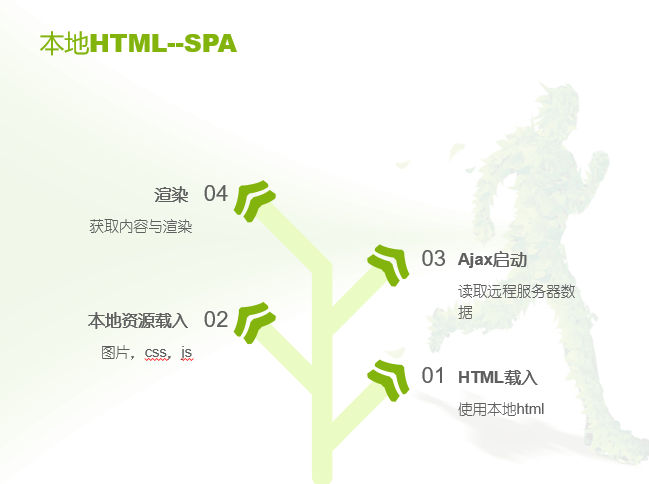 本地HTML--SPA
渲染 04
获取内容与渲染
03 Ajax启动
读取远程服务器数
据
本地资源载入 02
图片，css，js
01 HTML载入
使用本地html